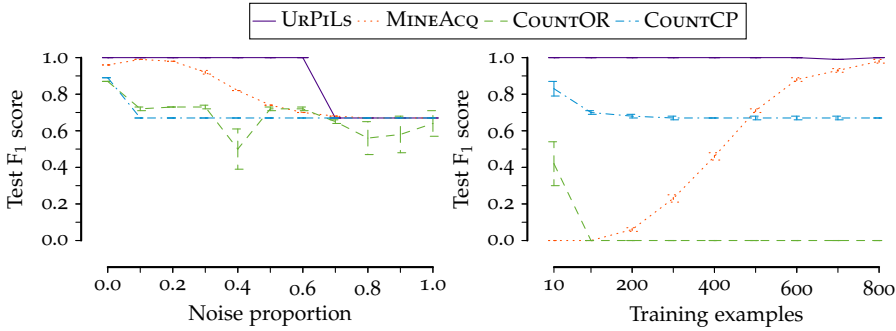 URPILS MINEACQ COUNTOR COUNTCP
Test F1 score
1.0
0.8
0.6
0.4
0.2
0.0
0.0 0.2 0.4 0.6 0.8 1.0
Noise proportion
Test F1 score
1.0
0.8
0.6
0.4
0.2
0.0
10 200 400 600 800
Training examples